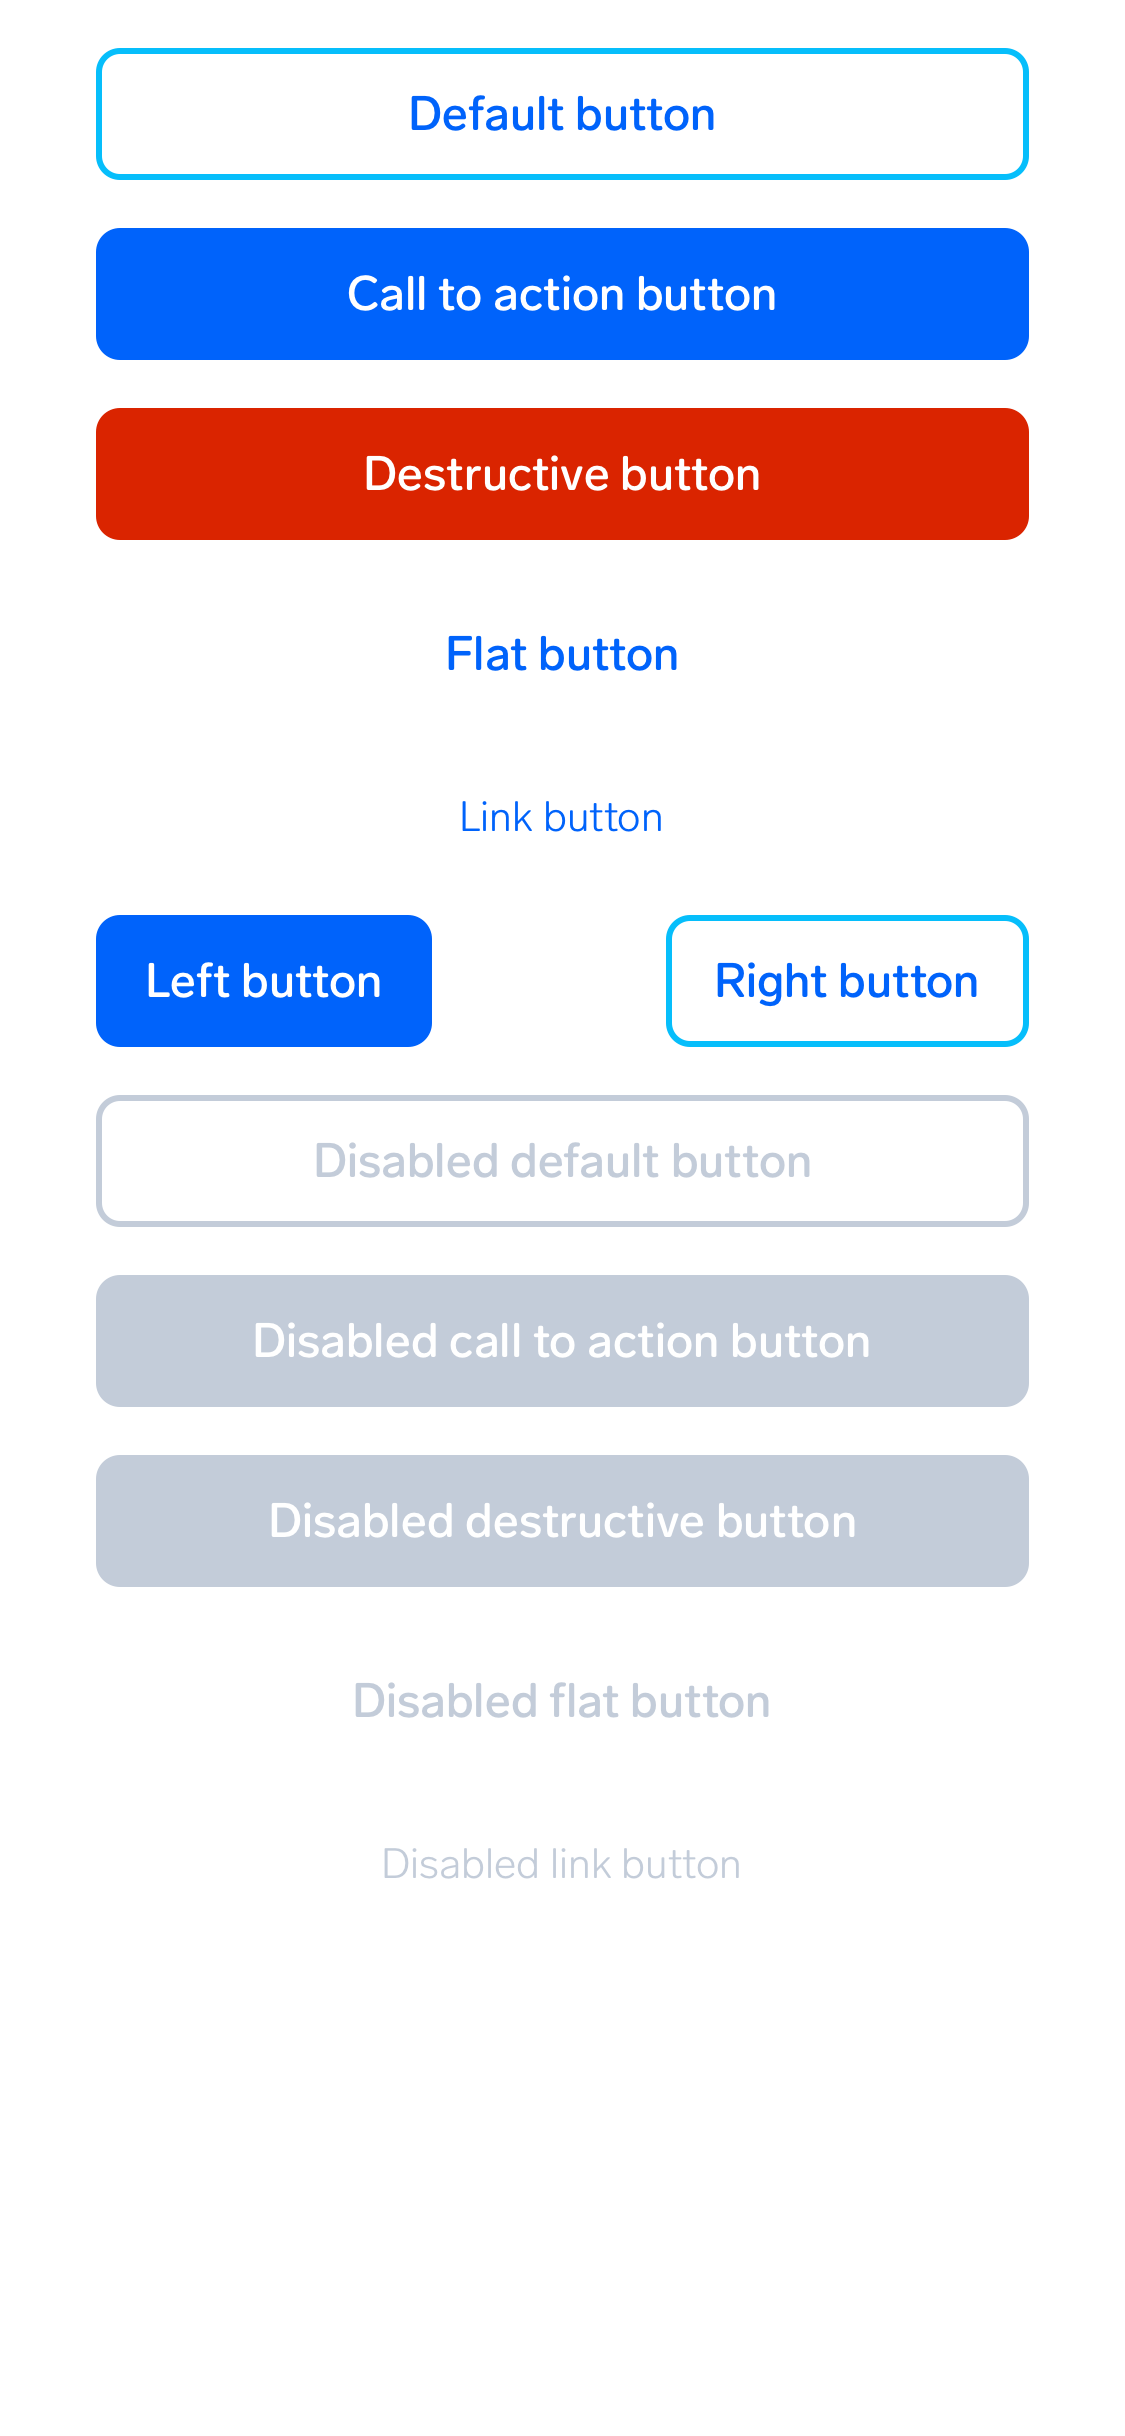 Default button
Call to action button
Destructive button
Flat button
Link button
Left button
Right button
Disabled default button
Disabled call to action button
Disabled destructive button
Disabled flat button
Disabled link button